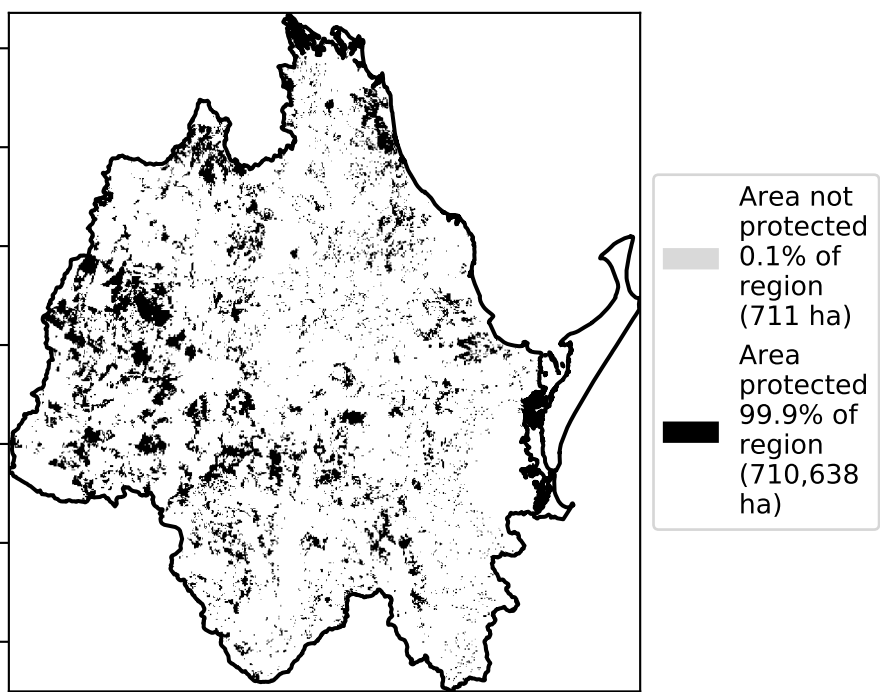 Area not
protected
0.1% of
region
(711 ha)
Area
protected
99.9% of
region
(710,638
ha)